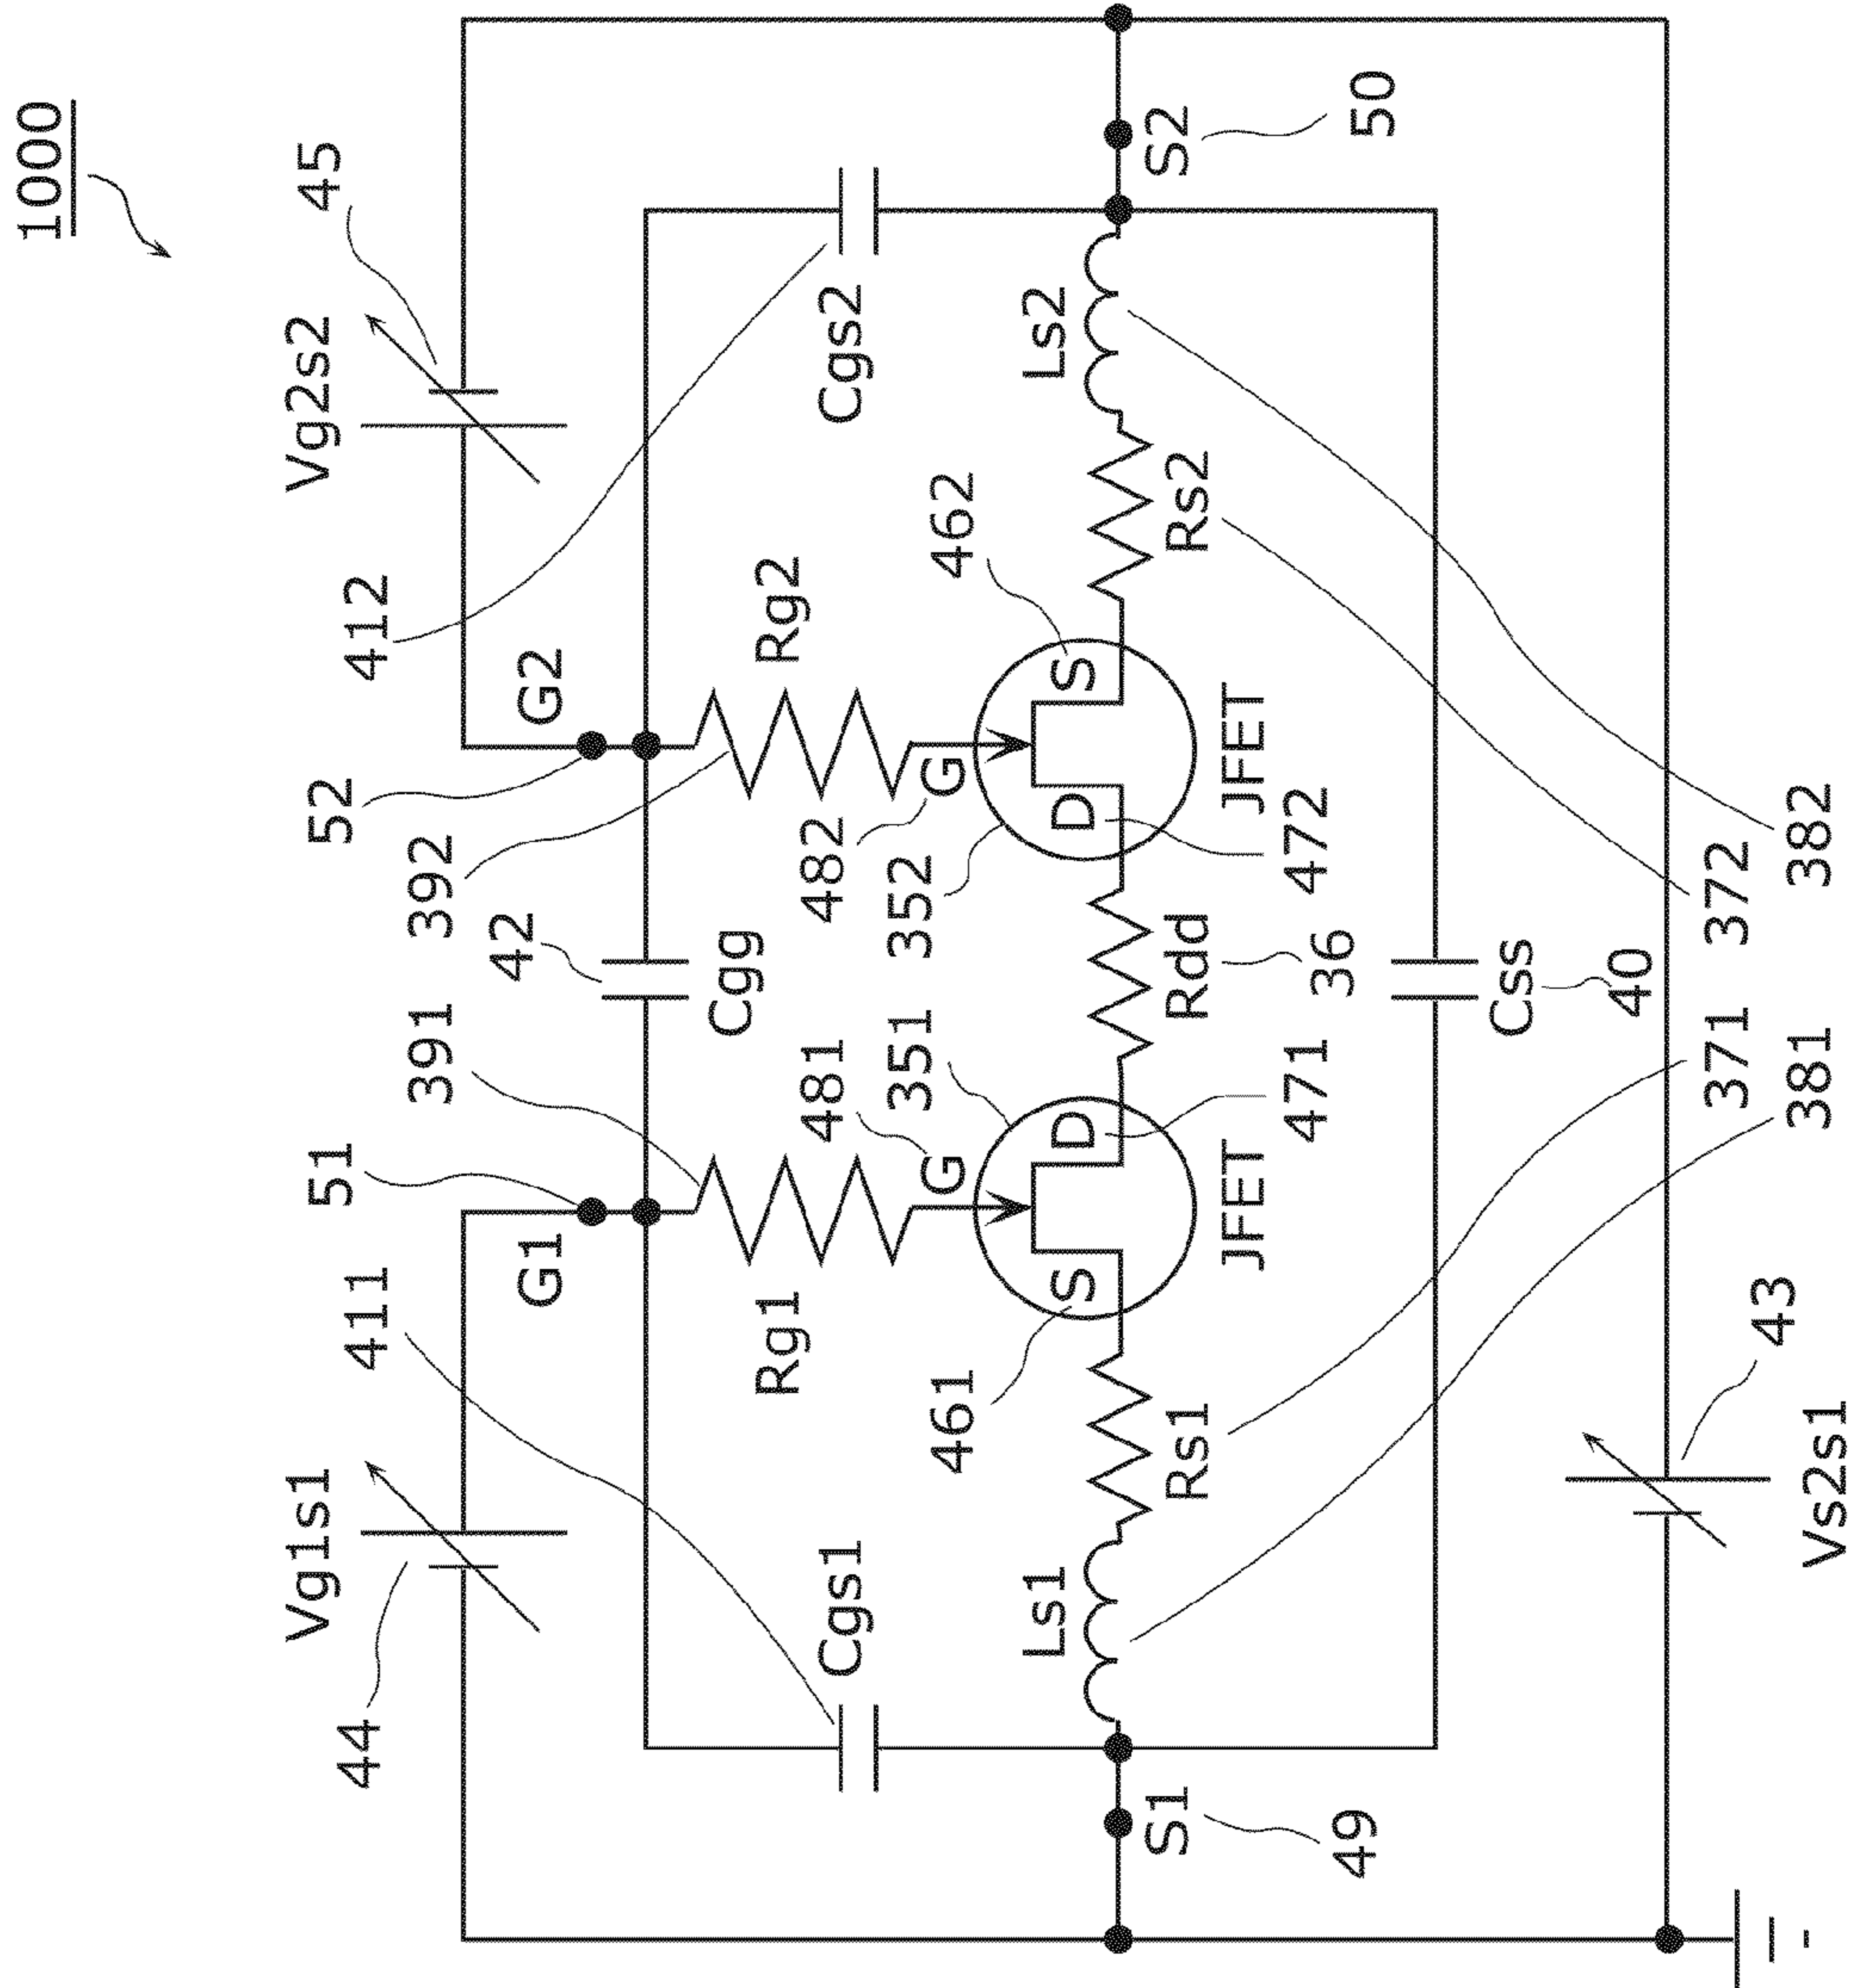 1000
Vg1s1
44
Vg2s2
45
411
51
G1
391
42
Cgg
52
G2
392
412
Cgs1
Rg1
481
G
351
482
G
352
Rg2
Cgs2
461
S
D
D
S
462
Ls1
Rs1
JFET
471
Rdd
36
472
JFET
Rs2
Ls2
S1
49
S2
50
Css
40
371
381
372
382
43
Vs2s1